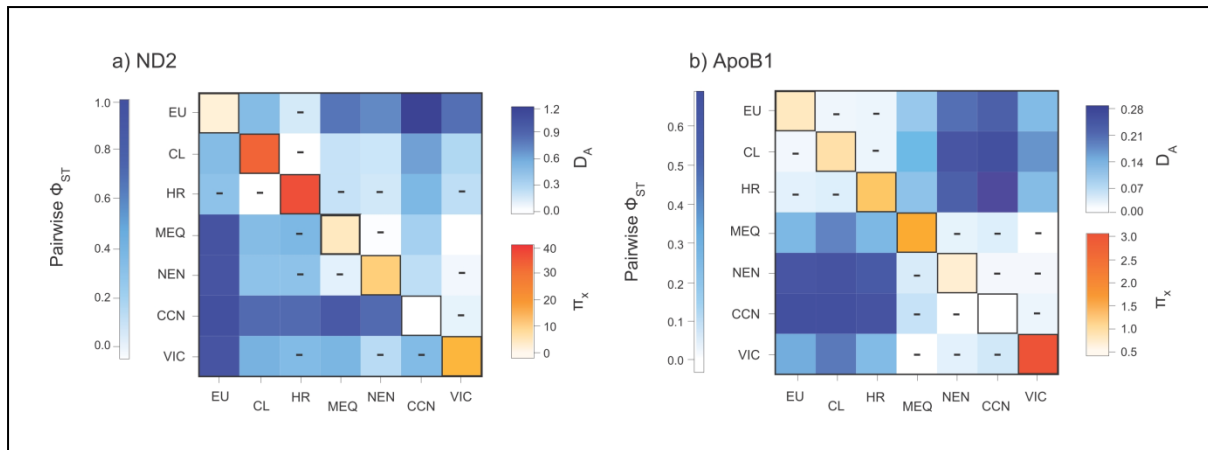 a) ND2
Pairwise ΦST
1.0
0.8
0.6
0.4
0.2
0.0
EU
CL
HR
MEQ
NEN
CCN
VIC
- 
-
- - - -
-
- - -
-
- - -
EU CL HR MEQ NEN CCN VIC
1.2
0.9
0.6
0.3
0.0
DA
40
30
20
10
0
πx
b) ApoB1
Pairwise ΦST
0.6
0.5
0.4
0.3
0.2
0.1
0.0
EU
CL
HR
MEQ
NEN
CCN
VIC
- -
- -
- -
- - -
- - -
- - -
- - -
EU CL HR MEQ NEN CCN VIC
0.28
0.21
0.14
0.07
0.00
DA
3.0
2.5
2.0
1.5
1.0
0.5
πx